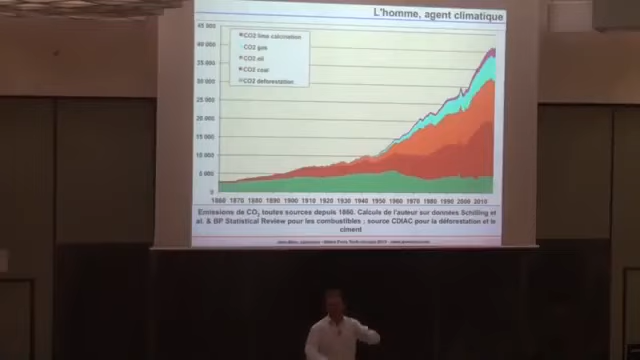 L'homme, agent climatique
45 000
40 000
35 000
30 000
25 000
20 000
15 000
10 000
5 000
0
CO2 lime calcination
CO2 gas
CO2 oil
CO2 coal
CO2 deforestation
1860 1870 1880 1890 1900 1910 1920 1930 1940 1950 1960 1970 1980 1990 2000 2010
Emissions de CO2 toutes sources depuis 1860. Calculs de l'auteur sur données Schilling et
al. & BP Statistical Review pour les combustibles ; source CDIAC pour la déforestation et le
ciment